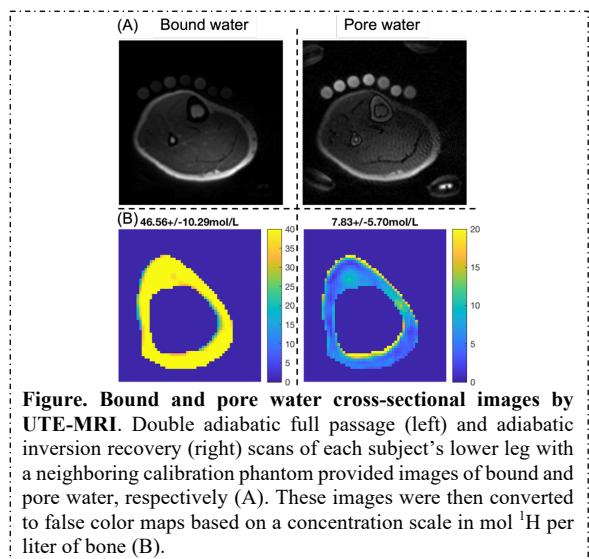 (A) Bound water Pore water
(B) 46.56+/-10.29mol/L 7.83+/-5.70mol/L
40 20
35
30 15
25
20 10
15
10 5
5
0 0
Figure. Bound and pore water cross-sectional images by
UTE-MRI. Double adiabatic full passage (left) and adiabatic
inversion recovery (right) scans of each subject's lower leg with
a neighboring calibration phantom provided images of bound and
pore water, respectively (A). These images were then converted
to false color maps based on a concentration scale in mol ¹H per
liter of bone (B).